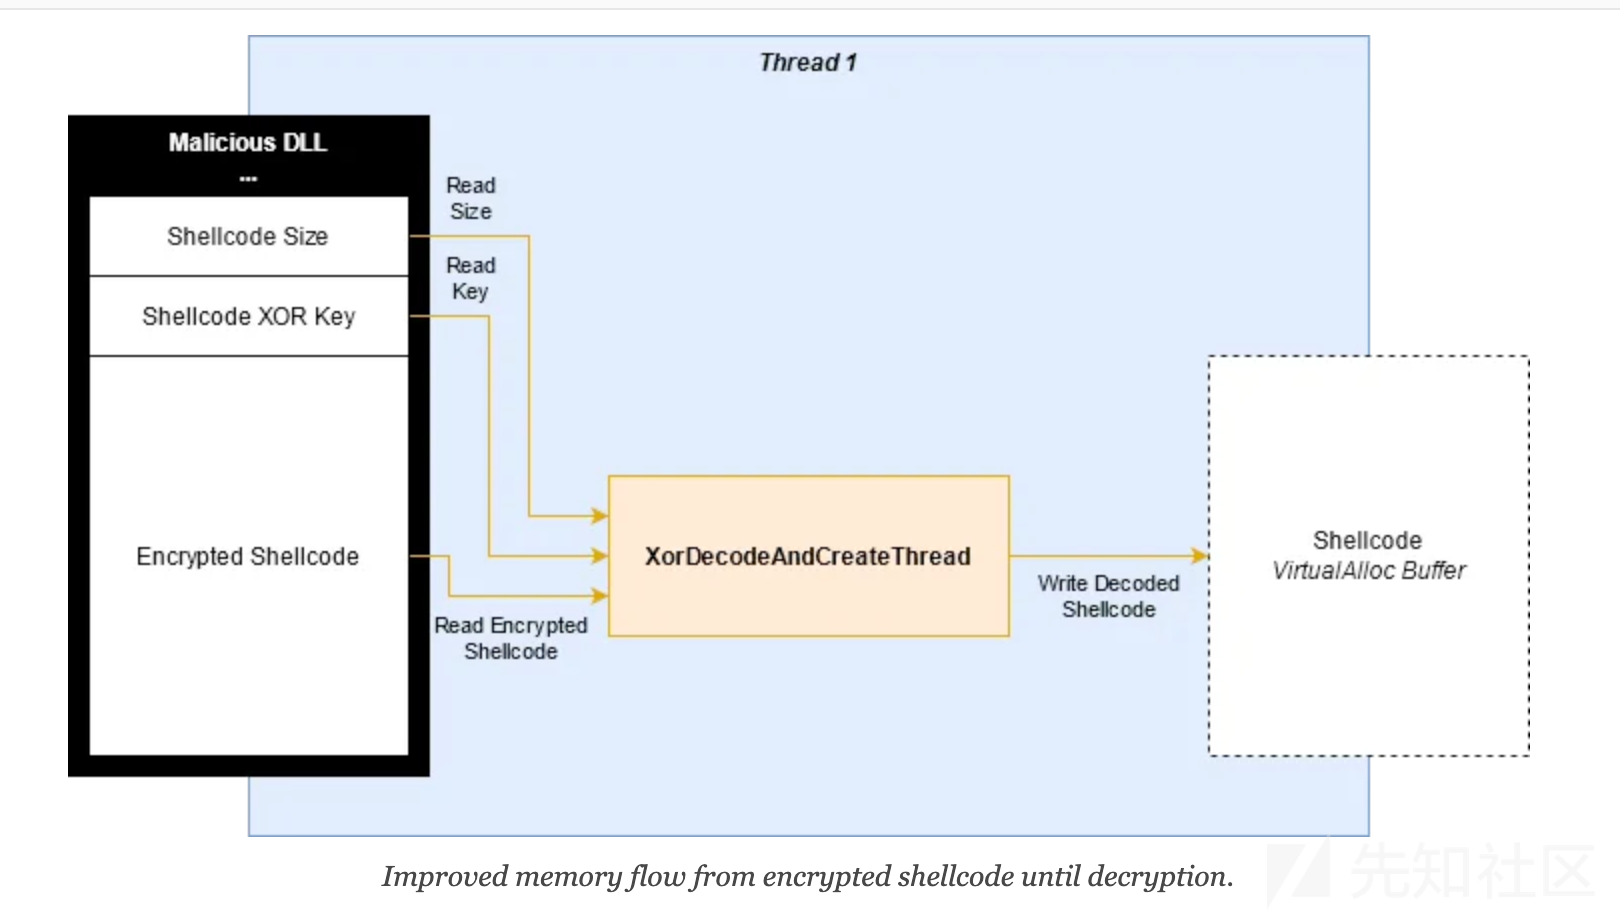 Thread 1
Malicious DLL
...
Shellcode Size
Shellcode XOR Key
Encrypted Shellcode
Read
Size
Read
Key
Read Encrypted
Shellcode
XorDecodeAndCreateThread
Write Decoded
Shellcode
Shellcode
VirtualAlloc Buffer
Improved memory flow from encrypted shellcode until decryption.
先知社区